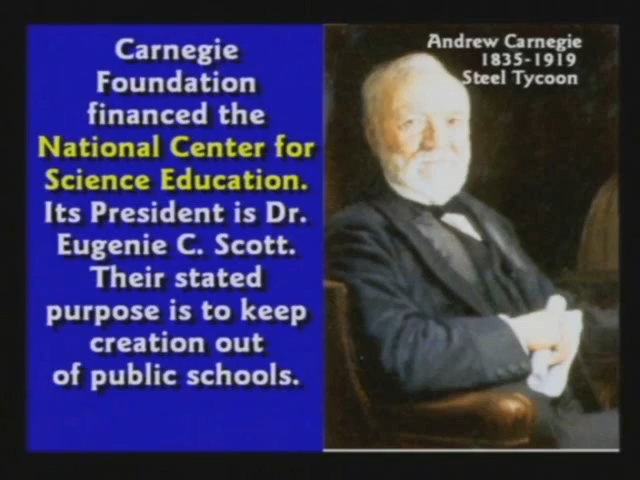 Carnegie
Foundation
financed the
National Center for
Science Education.
Its President is Dr.
Eugenie C. Scott.
Their stated
purpose is to keep
creation out
of public schools.
Andrew Carnegie
1835-1919
Steel Tycoon